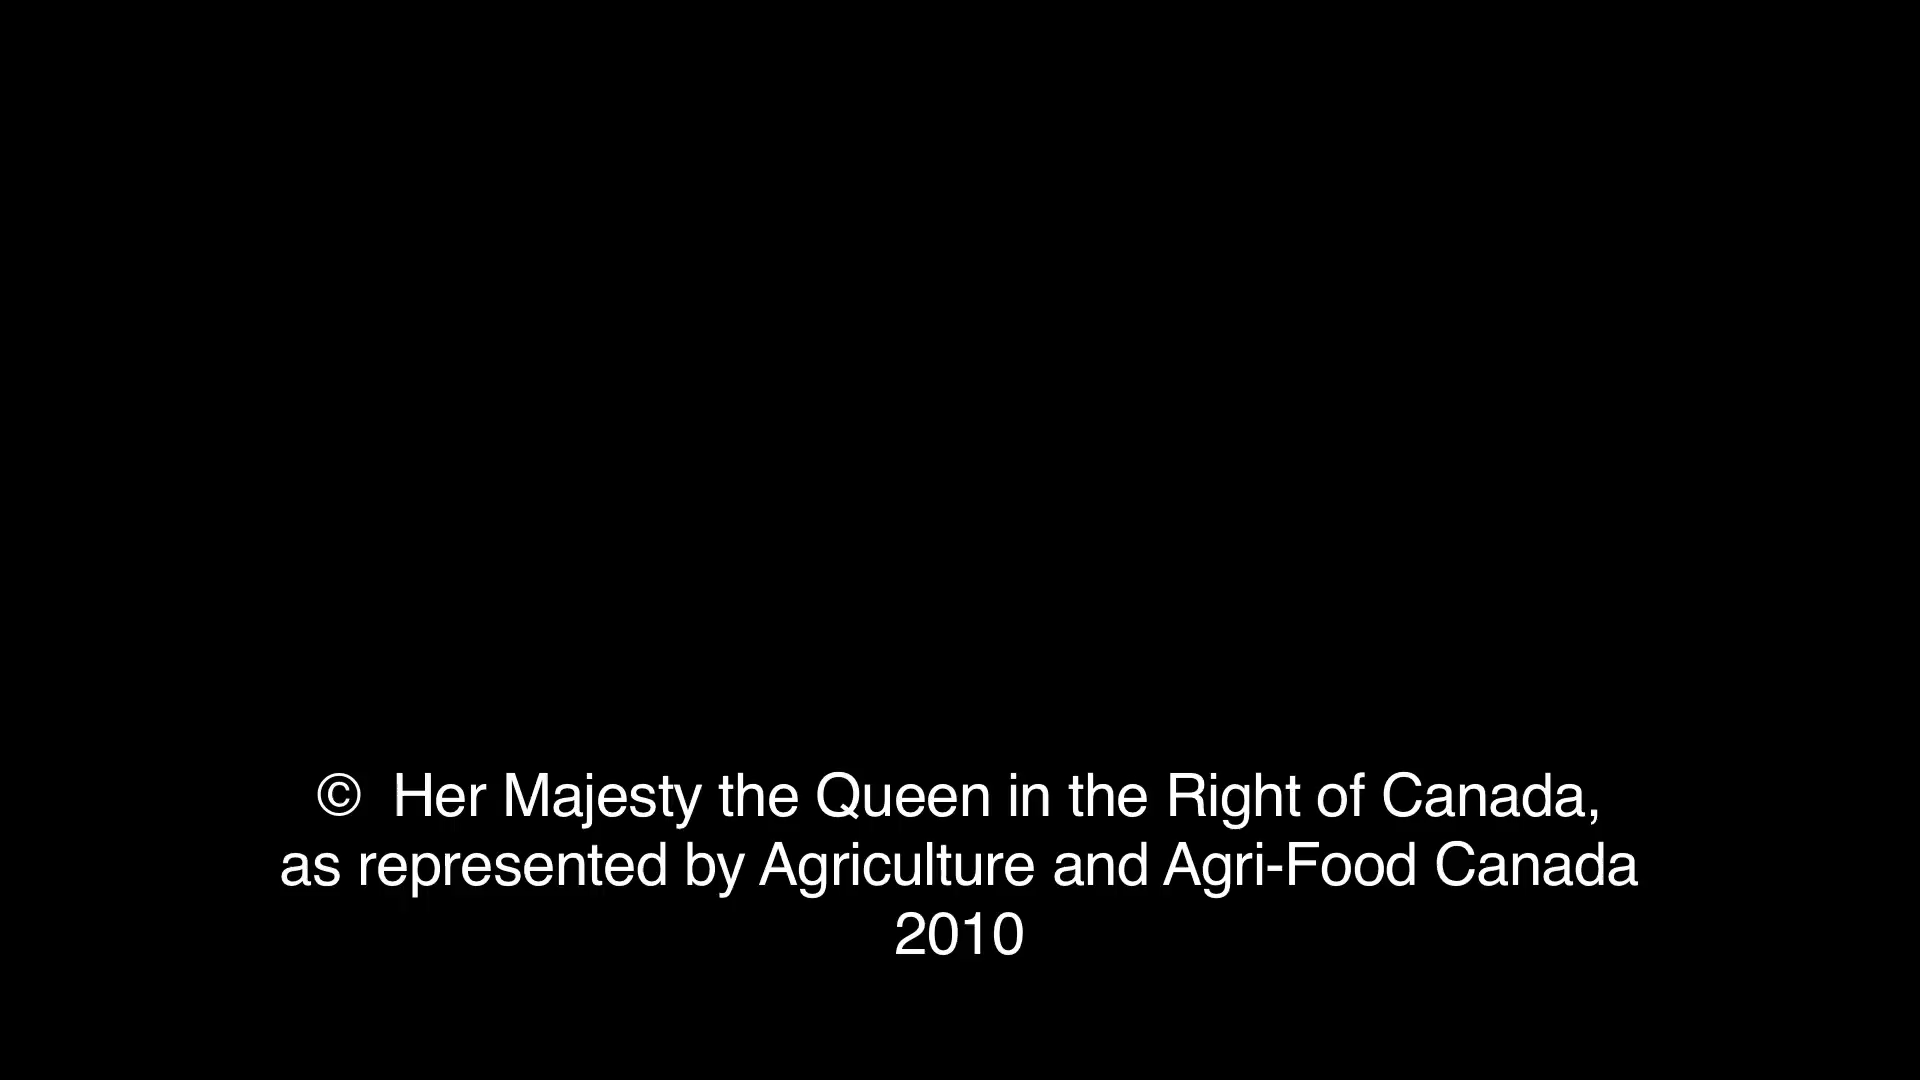 © Her Majesty the Queen in the Right of Canada,
as represented by Agriculture and Agri-Food Canada
2010